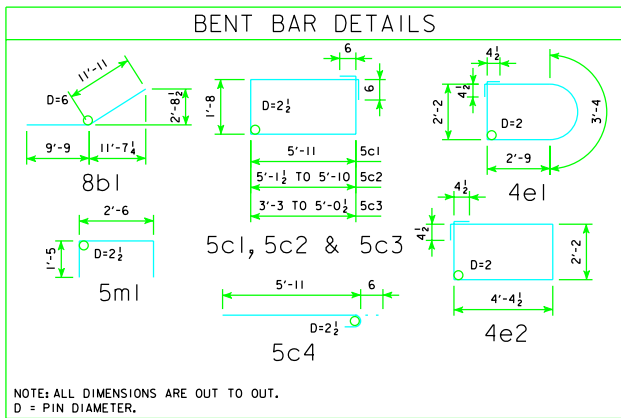 BENT BAR DETAILS
11'-11
D=6
2'-8½
9'-9
11'-7¼
8b1
6
6
1'-8
D=2½
5'-11 5c1
5'-1½ TO 5'-10 5c2
3'-3 TO 5'-0½ 5c3
5c1, 5c2 & 5c3
4½
4½
2'-2
D=2
3'-4
2'-9
4e1
2'-6
1'-5
D=2½
5m1
5'-11
6
D=2½
5c4
4½
4½
D=2
2'-2
4'-4½
4e2
NOTE: ALL DIMENSIONS ARE OUT TO OUT.
D = PIN DIAMETER.